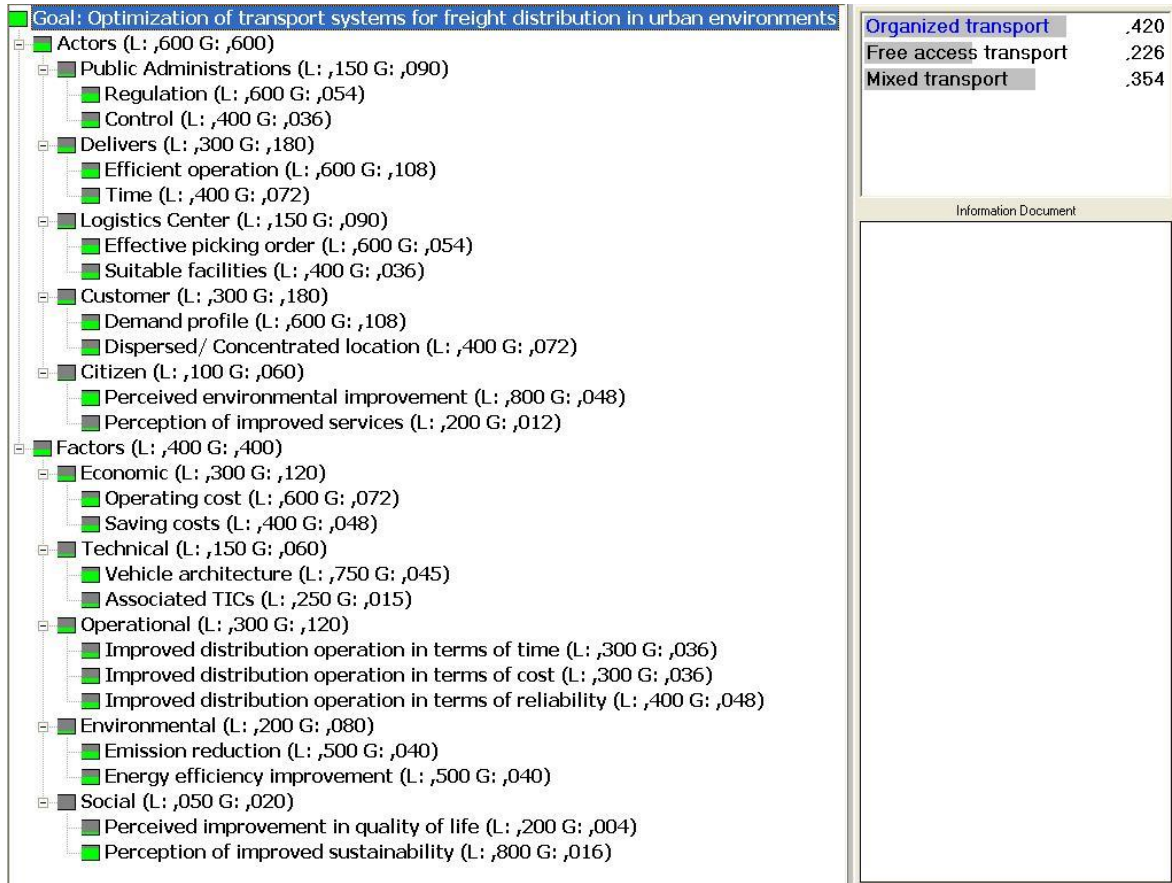 Goal: Optimization of transport systems for freight distribution in urban environments
Actors (L: ,600 G: ,600)
Public Administrations (L: ,150 G: ,090)
Regulation (L: ,600 G: ,054)
Control (L: ,400 G: ,036)
Delivers (L: ,300 G: ,180)
Efficient operation (L: ,600 G: ,108)
Time (L: ,400 G: ,072)
Logistics Center (L: ,150 G: ,090)
Effective picking order (L: ,600 G: ,054)
Suitable facilities (L: ,400 G: ,036)
Customer (L: ,300 G: ,180)
Demand profile (L: ,600 G: ,108)
Dispersed/ Concentrated location (L: ,400 G: ,072)
Citizen (L: ,100 G: ,060)
Perceived environmental improvement (L: ,800 G: ,048)
Perception of improved services (L: ,200 G: ,012)
Factors (L: ,400 G: ,400)
Economic (L: ,300 G: ,120)
Operating cost (L: ,600 G: ,072)
Saving costs (L: ,400 G: ,048)
Technical (L: ,150 G: ,060)
Vehicle architecture (L: ,750 G: ,045)
Associated TICs (L: ,250 G: ,015)
Operational (L: ,300 G: ,120)
Improved distribution operation in terms of time (L: ,300 G: ,036)
Improved distribution operation in terms of cost (L: ,300 G: ,036)
Improved distribution operation in terms of reliability (L: ,400 G: ,048)
Environmental (L: ,200 G: ,080)
Emission reduction (L: ,500 G: ,040)
Energy efficiency improvement (L: ,500 G: ,040)
Social (L: ,050 G: ,020)
Perceived improvement in quality of life (L: ,200 G: ,004)
Perception of improved sustainability (L: ,800 G: ,016)
Organized transport ,420
Free access transport ,226
Mixed transport ,354
Information Document